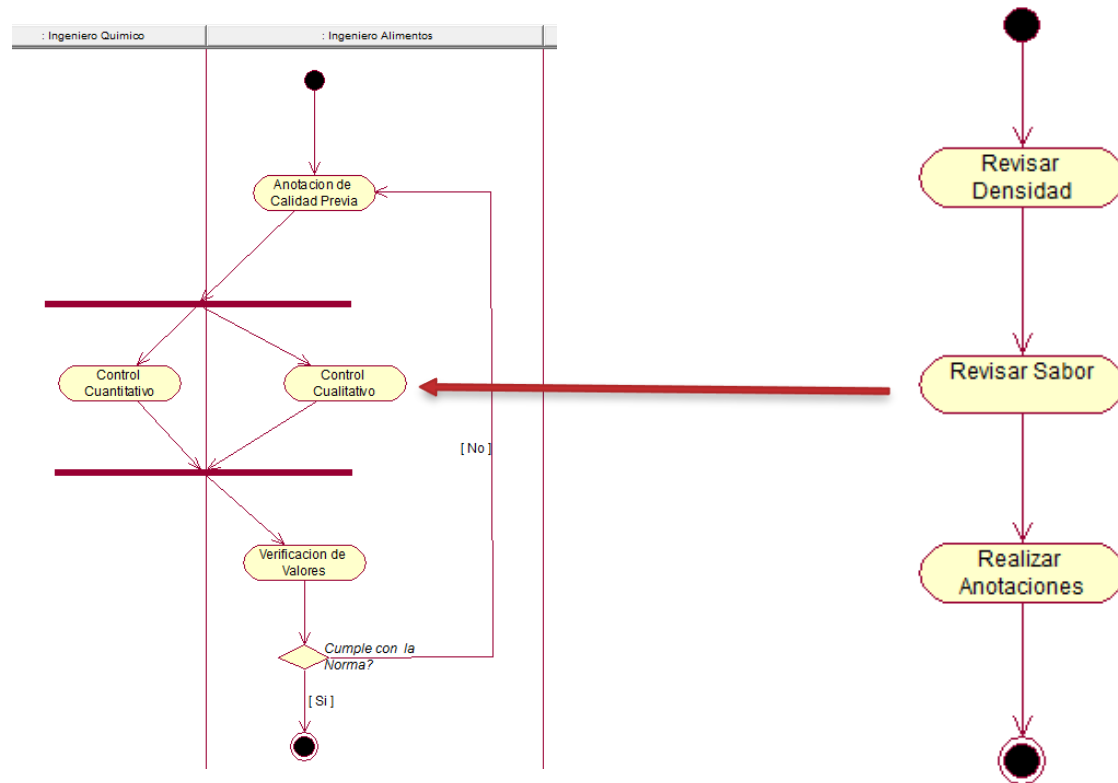 : Ingeniero Quimico
: Ingeniero Alimentos
Anotacion de
Calidad Previa
Control
Cuantitativo
Control
Cualitativo
[ No ]
Verificacion de
Valores
Cumple con la
Norma?
[ Si ]
Revisar
Densidad
Revisar Sabor
Realizar
Anotaciones